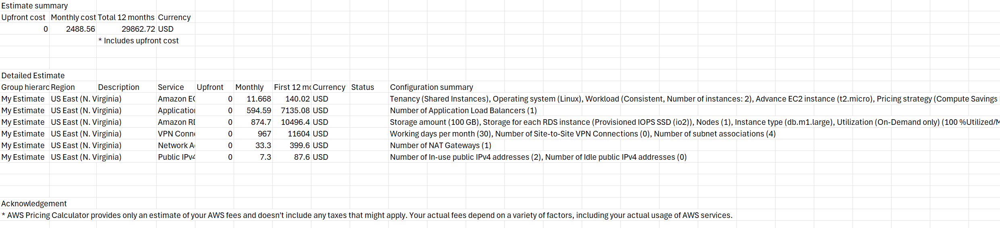 Estimate summary
Upfront cost Monthly cost Total 12 months Currency
0 2488.56 29862.72 USD
* Includes upfront cost
Detailed Estimate
Group hierarc Region Description Service Upfront Monthly First 12 mo Currency Status Configuration summary
My Estimate US East (N. Virginia) Amazon EC 0 11.668 140.02 USD Tenancy (Shared Instances), Operating system (Linux), Workload (Consistent, Number of instances: 2), Advance EC2 instance (t2.micro), Pricing strategy (Compute Savings
My Estimate US East (N. Virginia) Application 0 594.59 7135.08 USD Number of Application Load Balancers (1)
My Estimate US East (N. Virginia) Amazon RD 0 874.7 10496.4 USD Storage amount (100 GB), Storage for each RDS instance (Provisioned IOPS SSD (io2)), Nodes (1), Instance type (db.m1.large), Utilization (On-Demand only) (100 %Utilized/M
My Estimate US East (N. Virginia) VPN Conne 0 967 11604 USD Working days per month (30), Number of Site-to-Site VPN Connections (0), Number of subnet associations (4)
My Estimate US East (N. Virginia) Network A 0 33.3 399.6 USD Number of NAT Gateways (1)
My Estimate US East (N. Virginia) Public IPv4 0 7.3 87.6 USD Number of In-use public IPv4 addresses (2), Number of Idle public IPv4 addresses (0)
Acknowledgement
* AWS Pricing Calculator provides only an estimate of your AWS fees and doesn't include any taxes that might apply. Your actual fees depend on a variety of factors, including your actual usage of AWS services.